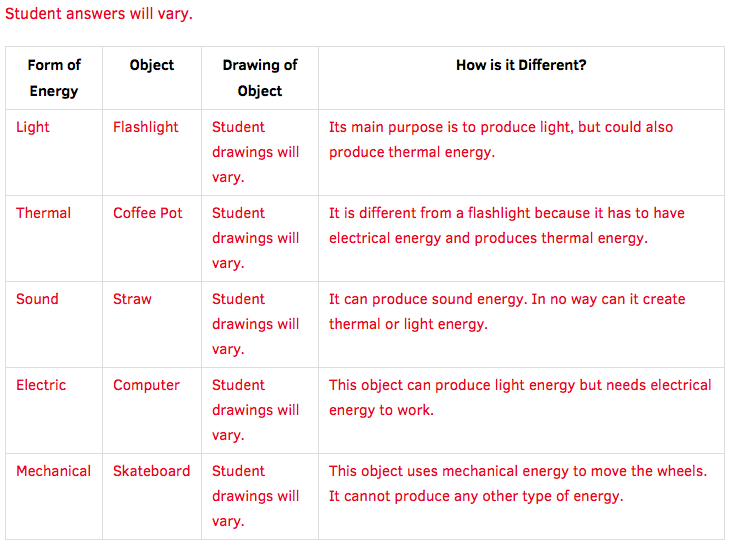 Student answers will vary.
Form of Energy
Object
Drawing of Object
How is it Different?
Light
Flashlight
Student
drawings will
vary.
Its main purpose is to produce light, but could also
produce thermal energy.
Thermal
Coffee Pot
Student
drawings will
vary.
It is different from a flashlight because it has to have
electrical energy and produces thermal energy.
Sound
Straw
Student
drawings will
vary.
It can produce sound energy. In no way can it create
thermal or light energy.
Electric
Computer
Student
drawings will
vary.
This object can produce light energy but needs electrical
energy to work.
Mechanical
Skateboard
Student
drawings will
vary.
This object uses mechanical energy to move the wheels.
It cannot produce any other type of energy.